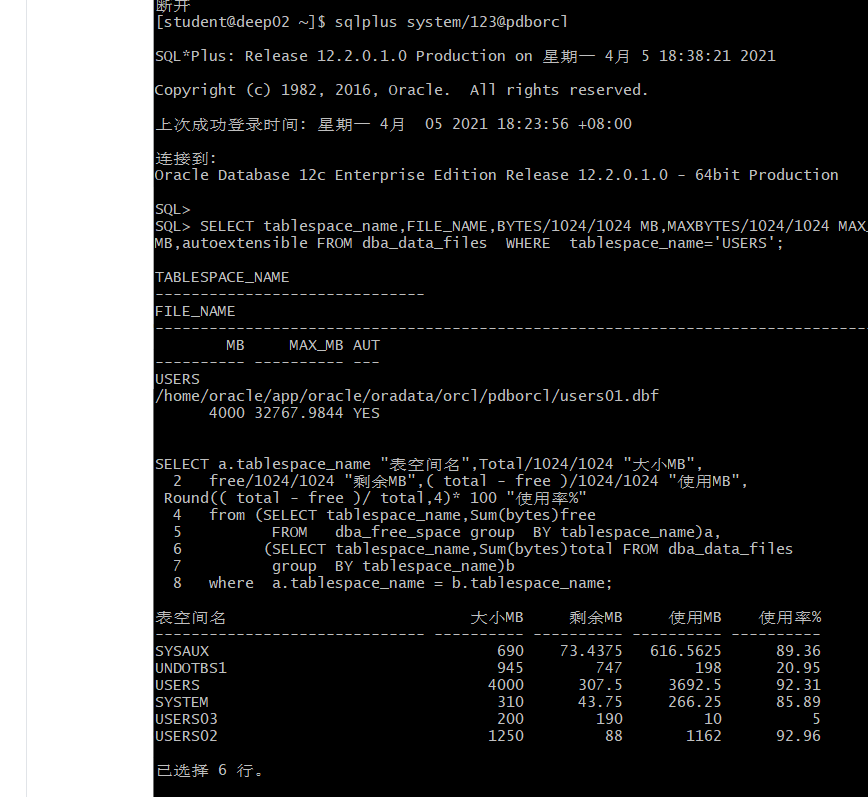 断开
[student@deep02 ~]$ sqlplus system/123@pdborcl
SQL*Plus: Release 12.2.0.1.0 Production on 星期一 4月 5 18:38:21 2021
Copyright (c) 1982, 2016, Oracle.  All rights reserved.
上次成功登录时间: 星期一 4月  05 2021 18:23:56 +08:00
连接到:
Oracle Database 12c Enterprise Edition Release 12.2.0.1.0 - 64bit Production
SQL>
SQL> SELECT tablespace_name,FILE_NAME,BYTES/1024/1024 MB,MAXBYTES/1024/1024 MAX_
MB,autoextensible FROM dba_data_files  WHERE  tablespace_name='USERS';
TABLESPACE_NAME
------------------------------
FILE_NAME
--------------------------------------------------------------------------------
        MB     MAX_MB AUT
---------- ---------- ---
USERS
/home/oracle/app/oracle/oradata/orcl/pdborcl/users01.dbf
      4000 32767.9844 YES
SELECT a.tablespace_name "表空间名",Total/1024/1024 "大小MB",
  2   free/1024/1024 "剩余MB",( total - free )/1024/1024 "使用MB",
 Round(( total - free )/ total,4)* 100 "使用率%"
  4   from (SELECT tablespace_name,Sum(bytes)free
  5          FROM   dba_free_space group  BY tablespace_name)a,
  6         (SELECT tablespace_name,Sum(bytes)total FROM dba_data_files
  7          group  BY tablespace_name)b
  8   where  a.tablespace_name = b.tablespace_name;
表空间名                           大小MB     剩余MB     使用MB    使用率%
------------------------------ ---------- ---------- ---------- ----------
SYSAUX                                690    73.4375   616.5625      89.36
UNDOTBS1                              945        747        198      20.95
USERS                                4000      307.5     3692.5      92.31
SYSTEM                                310      43.75     266.25      85.89
USERS03                               200        190         10          5
USERS02                              1250         88       1162      92.96
已选择 6 行。